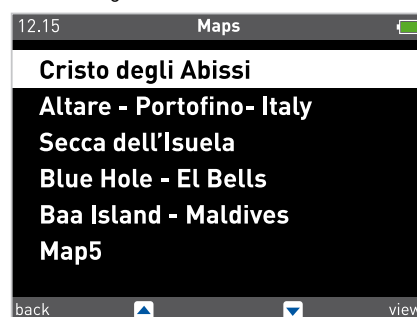 12.15 Maps
Cristo degli Abissi
Altare - Portofino- Italy
Secca dell'Isuela
Blue Hole - El Bells
Baa Island - Maldives
Map5
back view